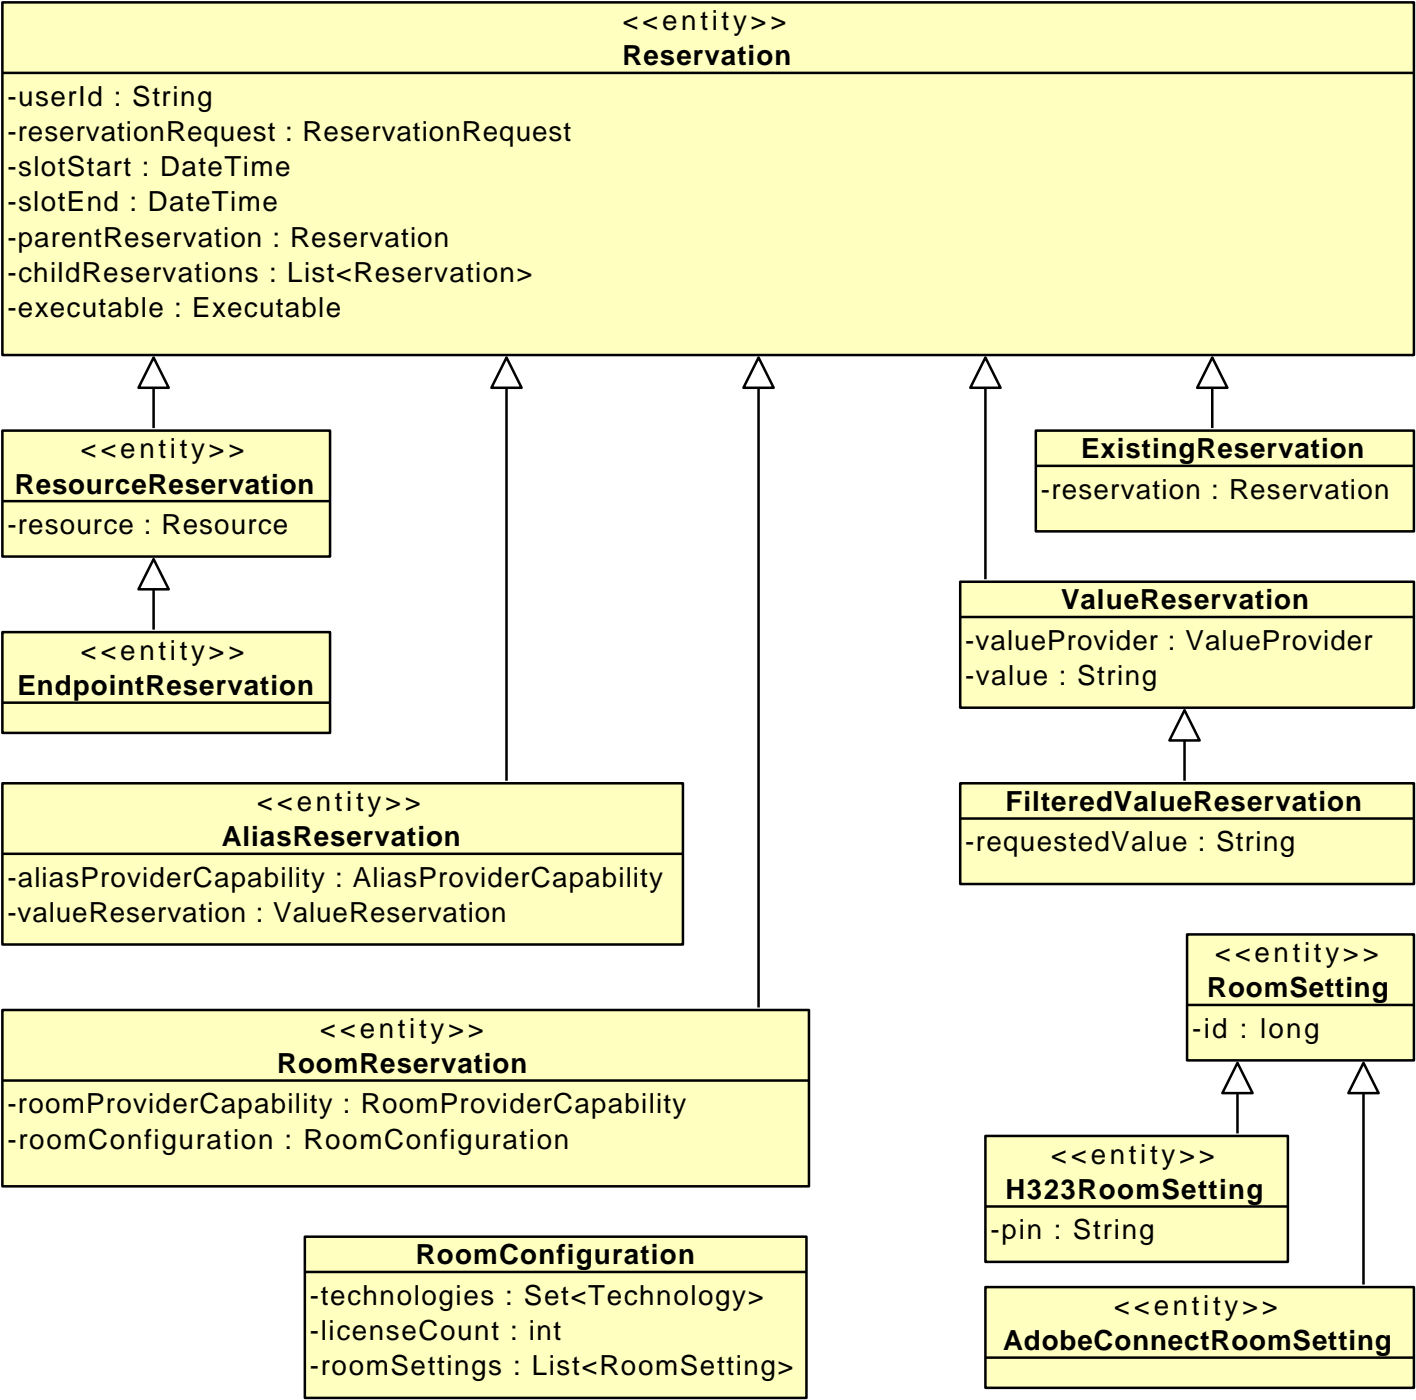 <<entity>>
Reservation
-userId : String
-reservationRequest : ReservationRequest
-slotStart : DateTime
-slotEnd : DateTime
-parentReservation : Reservation
-childReservations : List<Reservation>
-executable : Executable
<<entity>>
ResourceReservation
-resource : Resource
<<entity>>
EndpointReservation
ExistingReservation
-reservation : Reservation
ValueReservation
-valueProvider : ValueProvider
-value : String
FilteredValueReservation
-requestedValue : String
<<entity>>
AliasReservation
-aliasProviderCapability : AliasProviderCapability
-valueReservation : ValueReservation
<<entity>>
RoomReservation
-roomProviderCapability : RoomProviderCapability
-roomConfiguration : RoomConfiguration
RoomConfiguration
-technologies : Set<Technology>
-licenseCount : int
-roomSettings : List<RoomSetting>
<<entity>>
RoomSetting
-id : long
<<entity>>
H323RoomSetting
-pin : String
<<entity>>
AdobeConnectRoomSetting